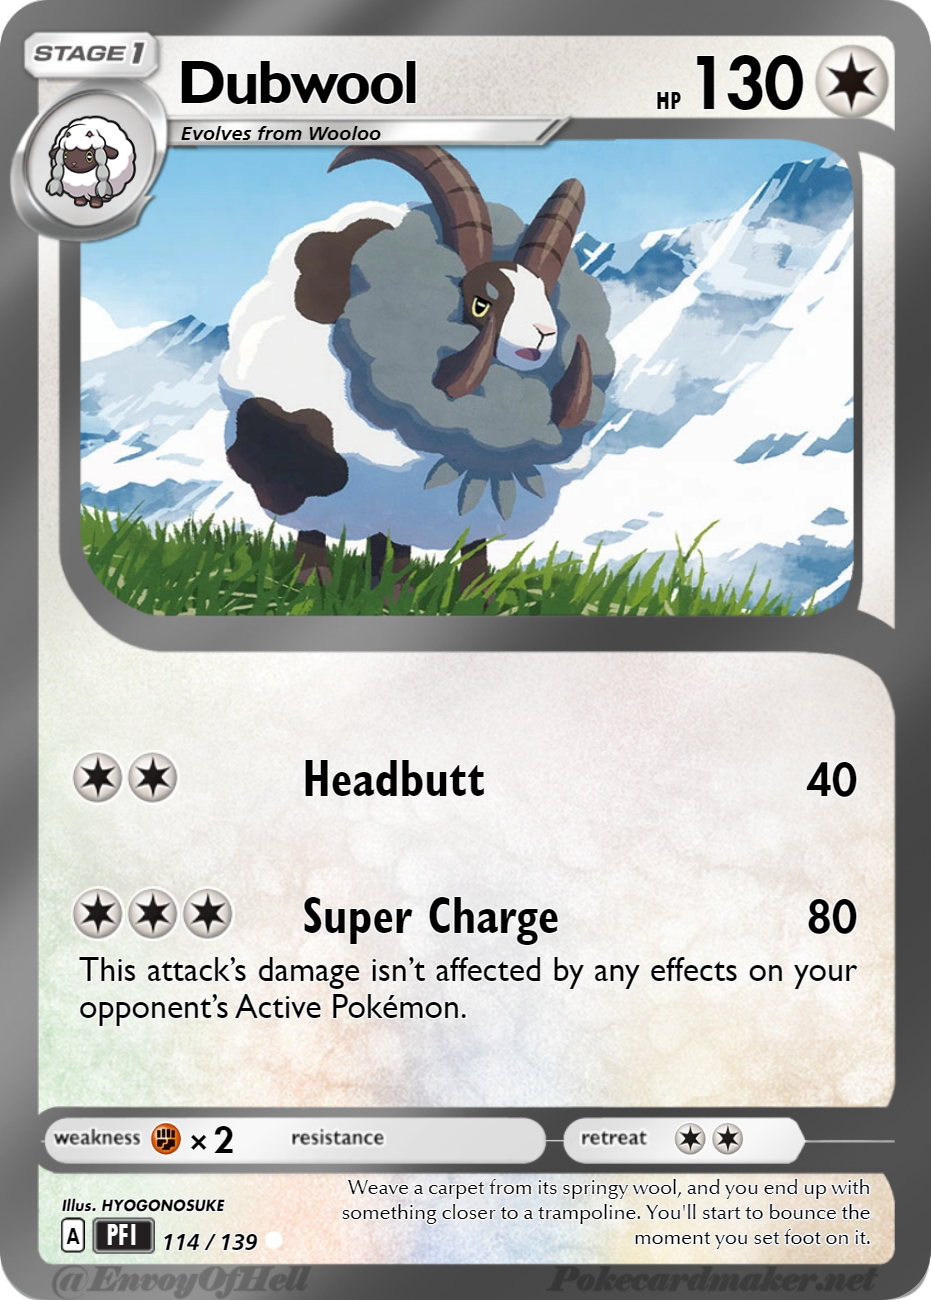 STAGE 1
Dubwool
HP 130
Evolves from Wooloo
Headbutt 40
Super Charge 80
This attack's damage isn't affected by any effects on your
opponent's Active Pokémon.
weakness × 2 resistance retreat
Illus. HYOGONOSUKE
A PFI 114 / 139
Weave a carpet from its springy wool, and you end up with
something closer to a trampoline. You'll start to bounce the
moment you set foot on it.
@EnvoyOfHell Pokecardmaker.net